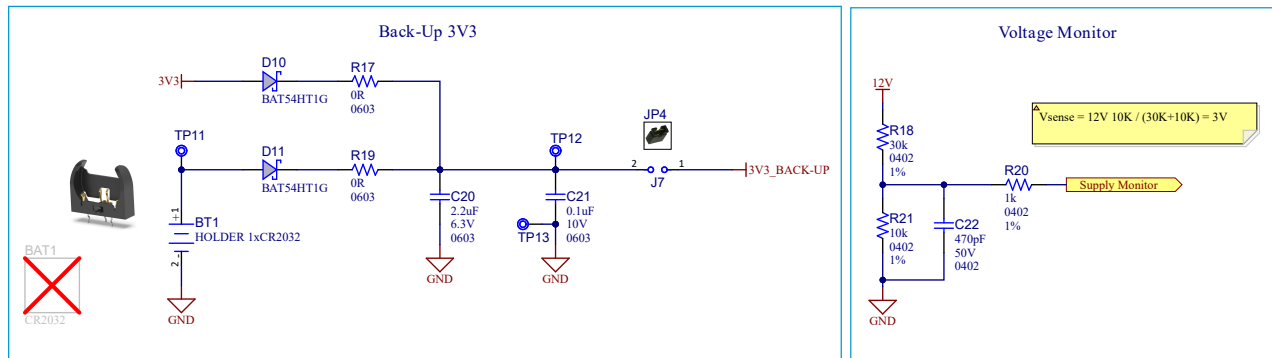 Back-Up 3V3
3V3
D10
BAT54HT1G
R17
0R
0603
TP11
D11
BAT54HT1G
R19
0R
0603
TP12
JP4
2
1
J7
3V3_BACK-UP
C20
2.2uF
6.3V
0603
C21
0.1uF
10V
0603
TP13
+1
BT1
HOLDER 1xCR2032
2 -
BAT1
CR2032
GND
GND
GND
Voltage Monitor
12V
Vsense = 12V 10K / (30K+10K) = 3V
R18
30k
0402
1%
R20
1k
0402
1%
Supply Monitor
R21
10k
0402
1%
C22
470pF
50V
0402
GND